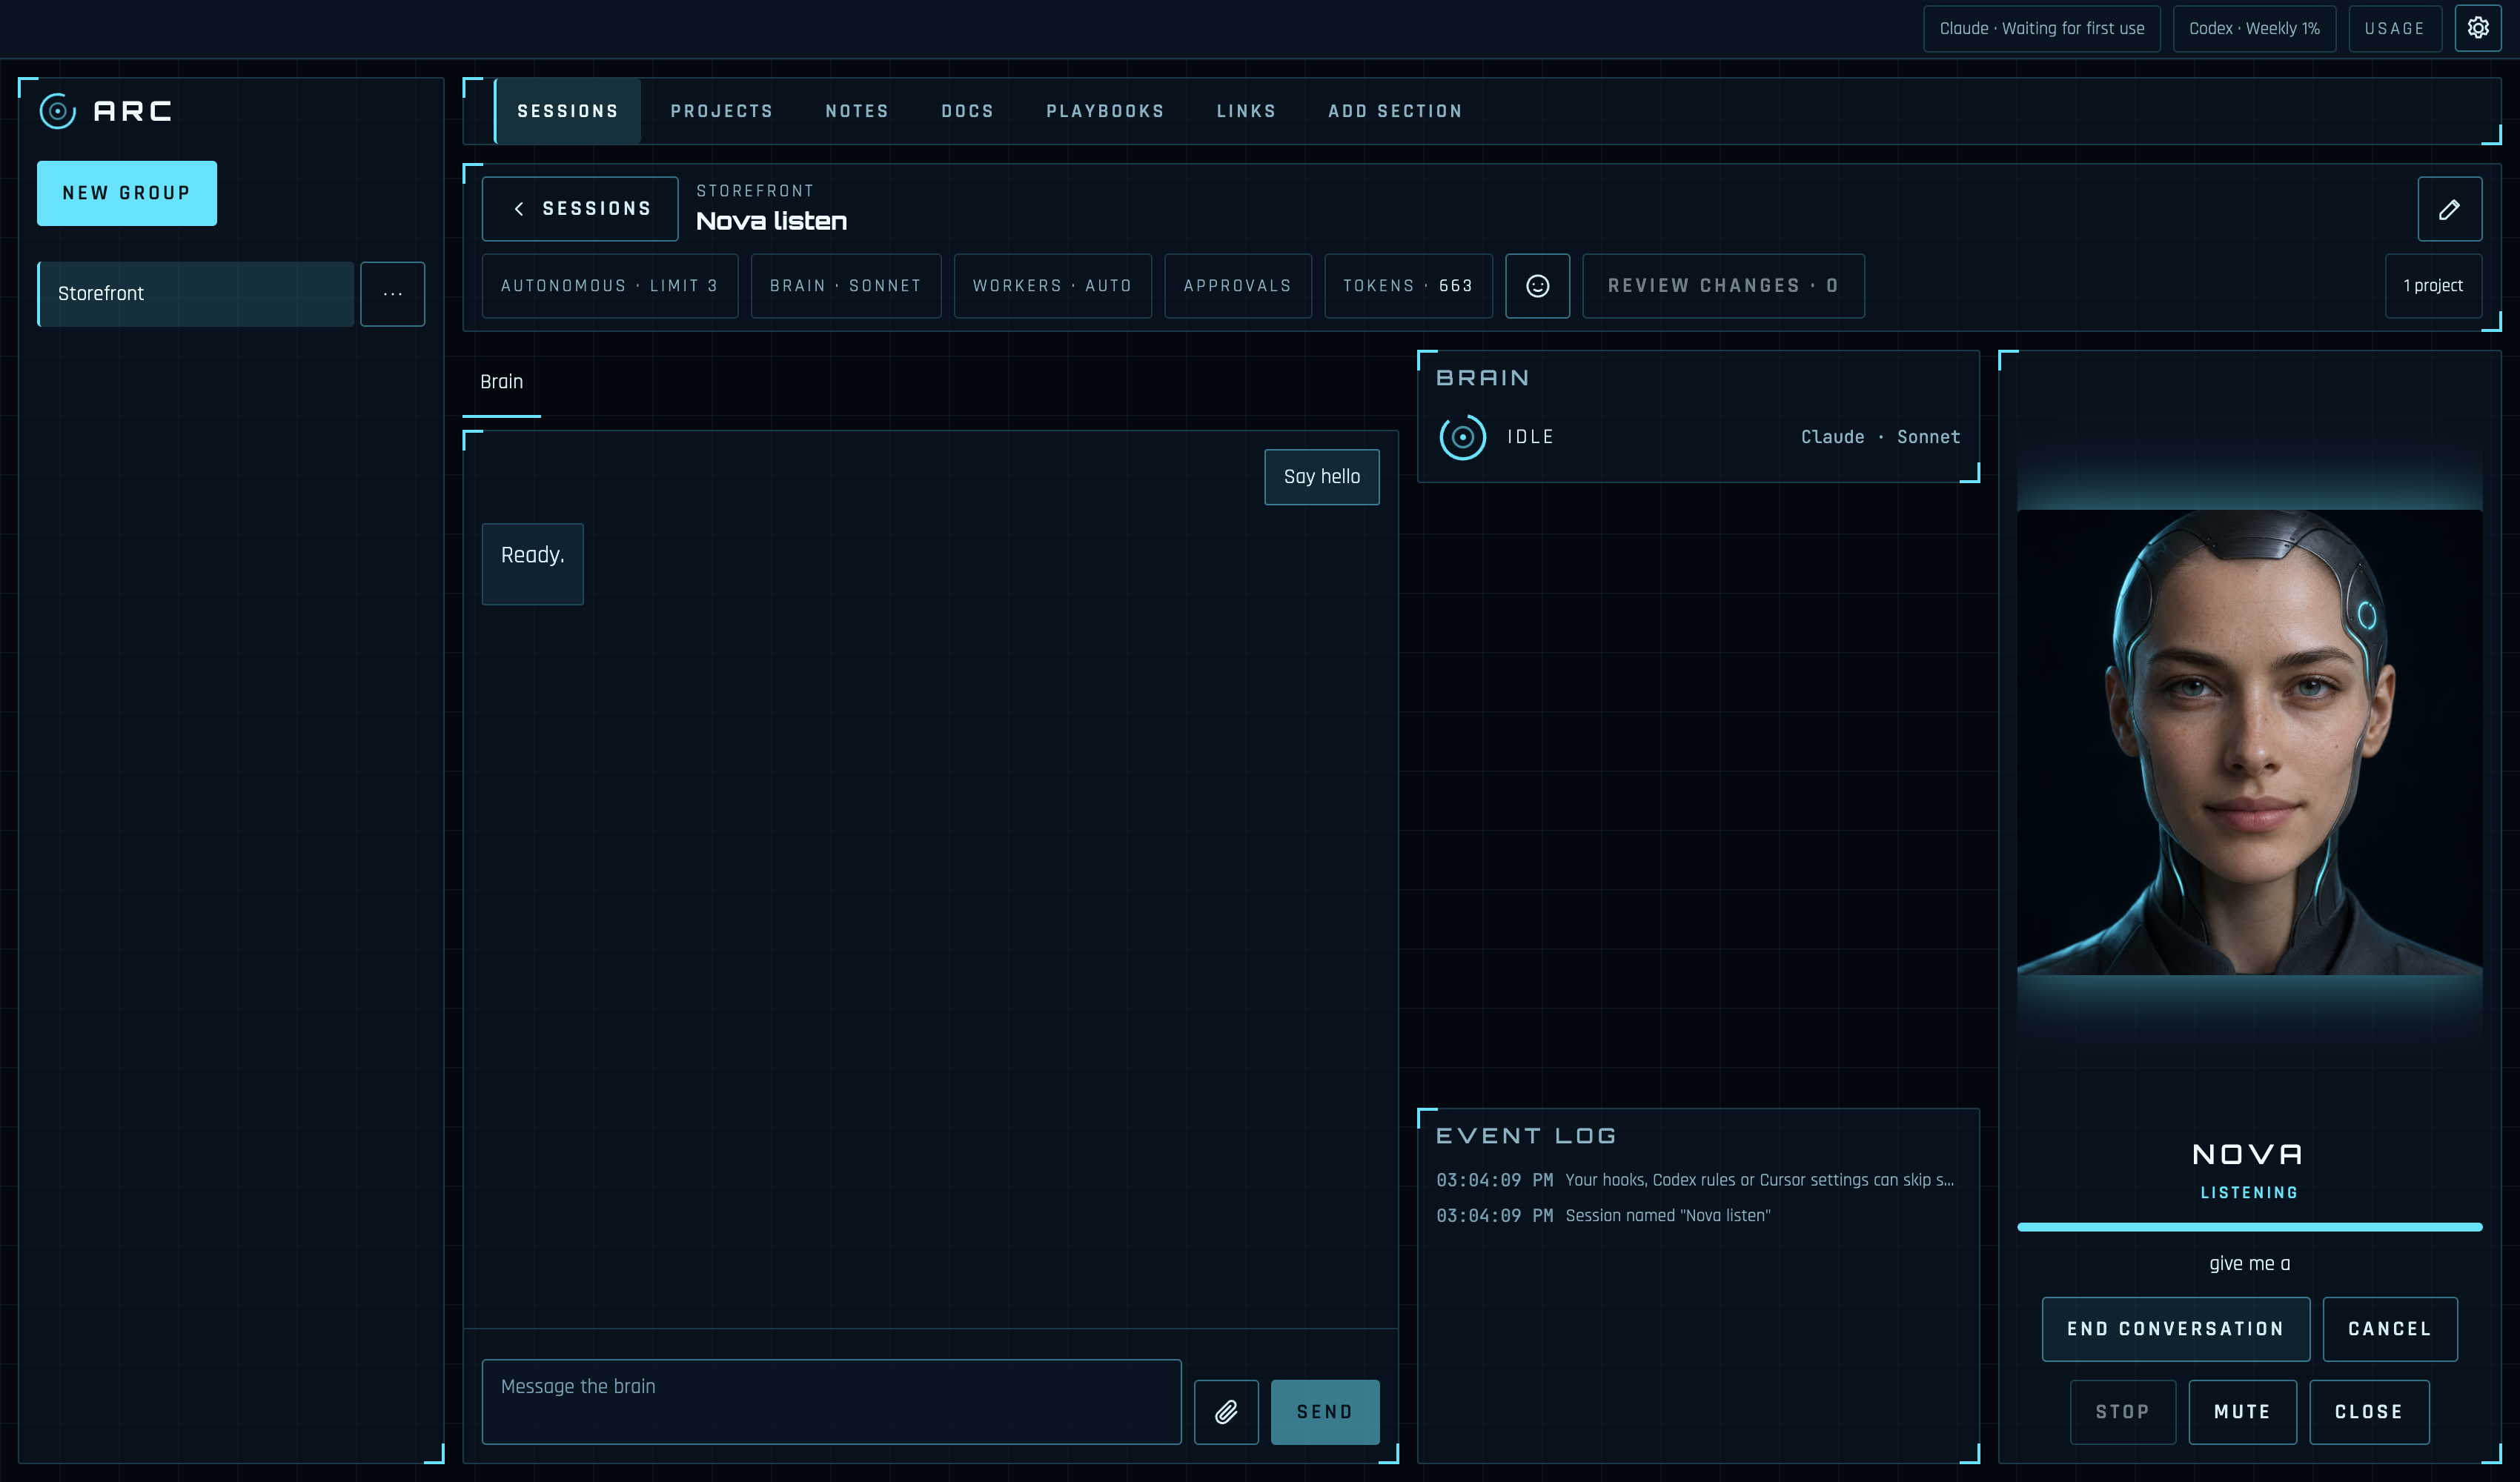 Claude · Waiting for first use
Codex · Weekly 1%
USAGE
ARC
NEW GROUP
Storefront
...
SESSIONS
PROJECTS
NOTES
DOCS
PLAYBOOKS
LINKS
ADD SECTION
SESSIONS
STOREFRONT
Nova listen
AUTONOMOUS · LIMIT 3
BRAIN · SONNET
WORKERS · AUTO
APPROVALS
TOKENS · 663
REVIEW CHANGES · 0
1 project
Brain
Say hello
Ready.
Message the brain
SEND
BRAIN
IDLE
Claude · Sonnet
EVENT LOG
03:04:09 PM Your hooks, Codex rules or Cursor settings can skip s...
03:04:09 PM Session named "Nova listen"
NOVA
LISTENING
give me a
END CONVERSATION
CANCEL
STOP
MUTE
CLOSE